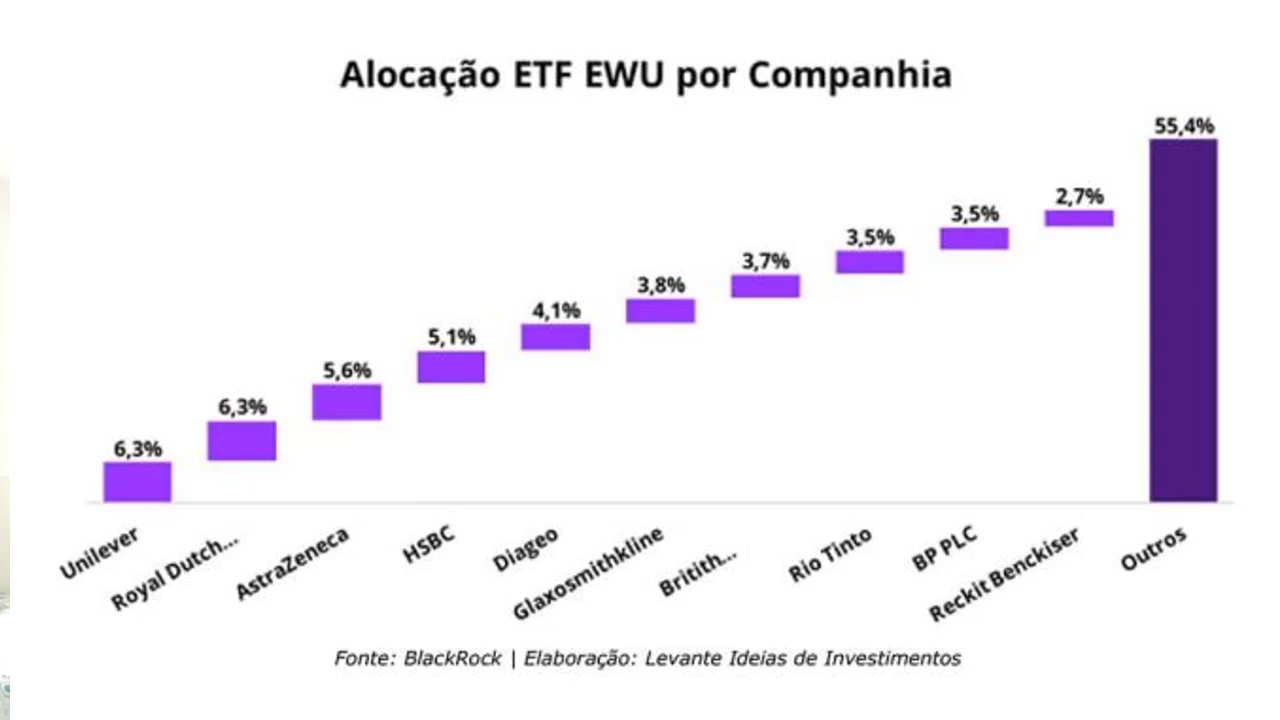 Alocação ETF EWU por Companhia
55,4%
2,7%
3,5%
3,5%
3,7%
3,8%
4,1%
5,1%
5,6%
6,3%
6,3%
Unilever
Royal Dutch...
AstraZeneca
HSBC
Diageo
Glaxosmithkline
Britith...
Rio Tinto
BP PLC
Reckit Benckiser
Outros
Fonte: BlackRock | Elaboração: Levante Ideias de Investimentos